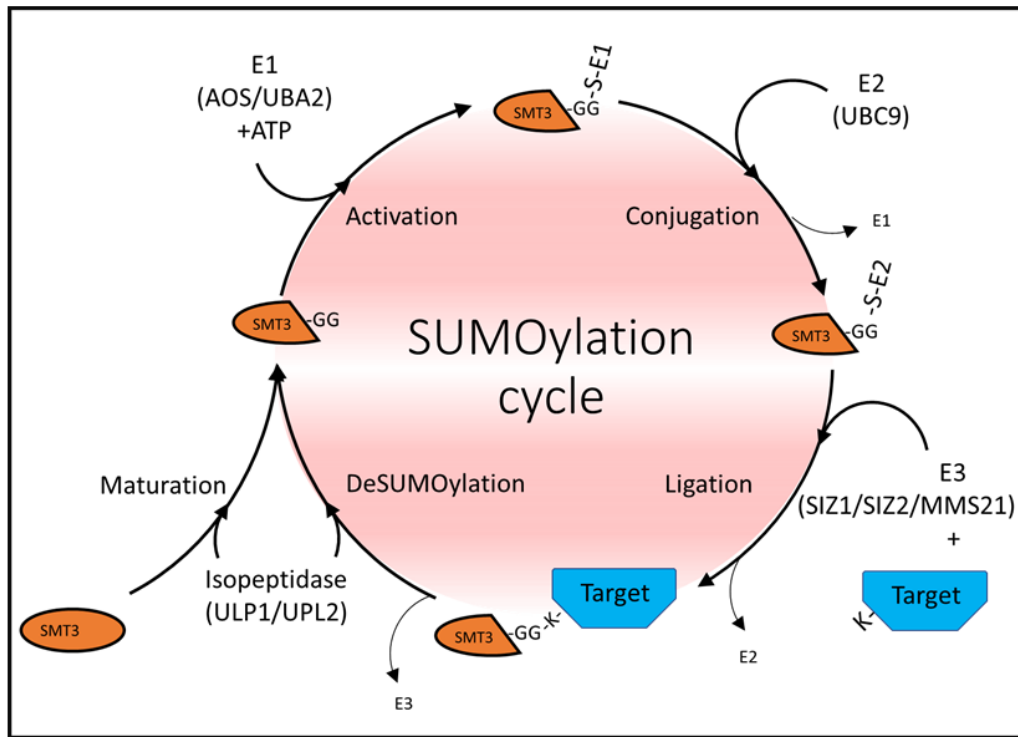 E1
(AOS/UBA2)
+ATP
SMT3
-GG
-S-E1
E2
(UBC9)
Activation
Conjugation
E1
SMT3
-GG
SMT3
-GG
-S-E2
SUMOylation
cycle
Maturation
DeSUMOylation
Ligation
E3
(SIZ1/SIZ2/MMS21)
+
Isopeptidase
(ULP1/UPL2)
SMT3
SMT3
-GG
-K-
Target
K-
Target
E2
E3